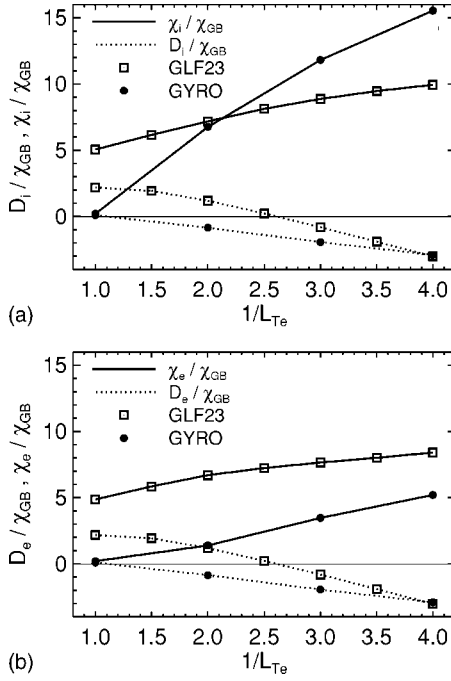 15
10
5
0
χ_i / χ_GB
D_i / χ_GB
GLF23
GYRO
D_i / χ_GB , χ_i / χ_GB
1.0 1.5 2.0 2.5 3.0 3.5 4.0
(a)
1/L_Te
15
10
5
0
χ_e / χ_GB
D_e / χ_GB
GLF23
GYRO
D_e / χ_GB , χ_e / χ_GB
1.0 1.5 2.0 2.5 3.0 3.5 4.0
(b)
1/L_Te